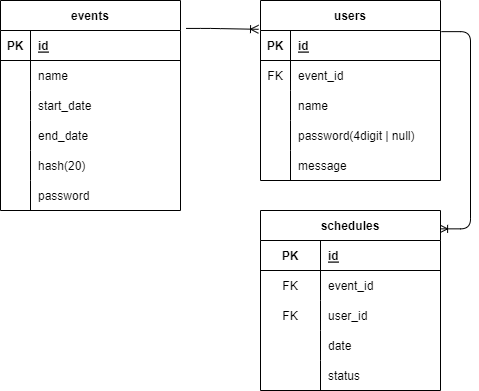 events
PK id
name
start_date
end_date
hash(20)
password
users
PK id
FK event_id
name
password(4digit | null)
message
schedules
PK id
FK event_id
FK user_id
date
status